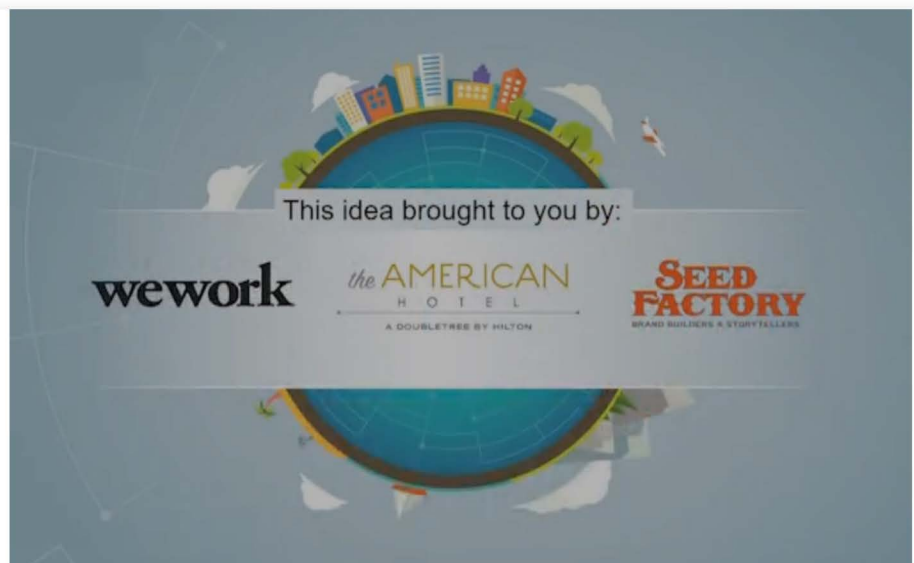 This idea brought to you by:
wework
the AMERICAN
HOTEL
A DOUBLETREE BY HILTON
SEED
FACTORY
BRAND BUILDERS & STORYTELLERS